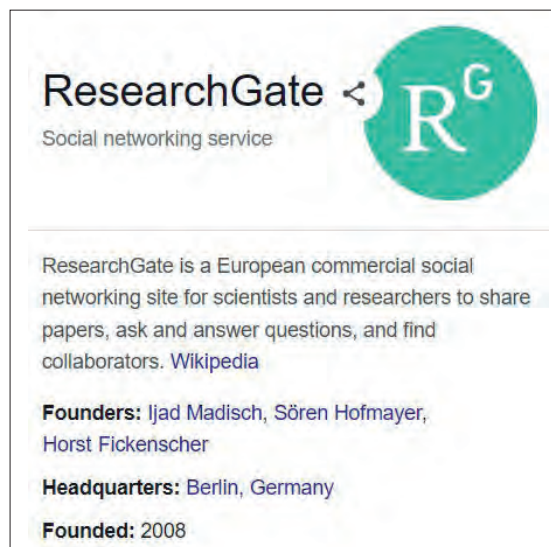 ResearchGate
Social networking service
RG
ResearchGate is a European commercial social
networking site for scientists and researchers to share
papers, ask and answer questions, and find
collaborators. Wikipedia
Founders: Ijad Madisch, Sören Hofmayer,
Horst Fickenscher
Headquarters: Berlin, Germany
Founded: 2008